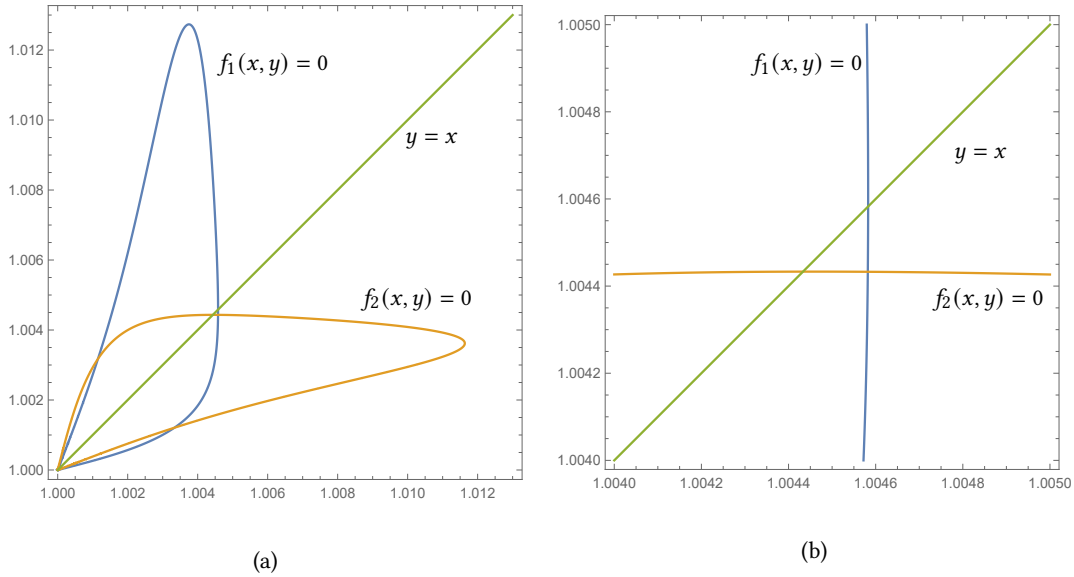 1.012
1.010
1.008
1.006
1.004
1.002
1.000
1.000 1.002 1.004 1.006 1.008 1.010 1.012
f₁(x, y) = 0
y = x
f₂(x, y) = 0
(a)
1.0050
1.0048
1.0046
1.0044
1.0042
1.0040
1.0040 1.0042 1.0044 1.0046 1.0048 1.0050
f₁(x, y) = 0
y = x
f₂(x, y) = 0
(b)